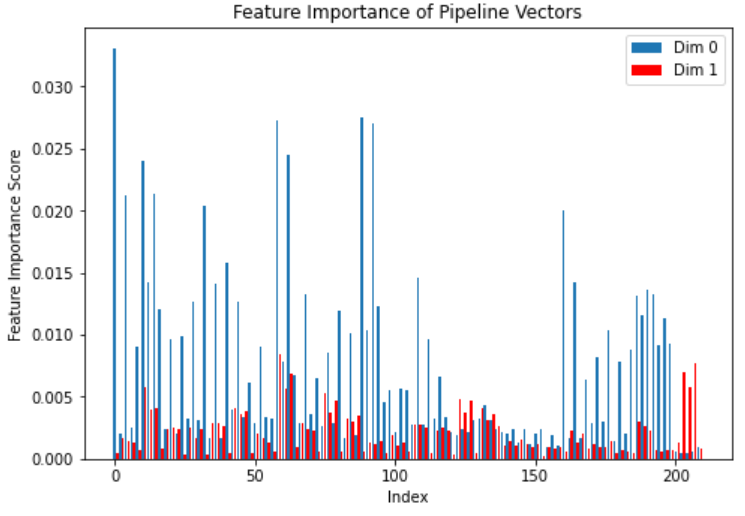 Feature Importance of Pipeline Vectors
Dim 0
Dim 1
Feature Importance Score
0.030
0.025
0.020
0.015
0.010
0.005
0.000
0 50 100 150 200
Index